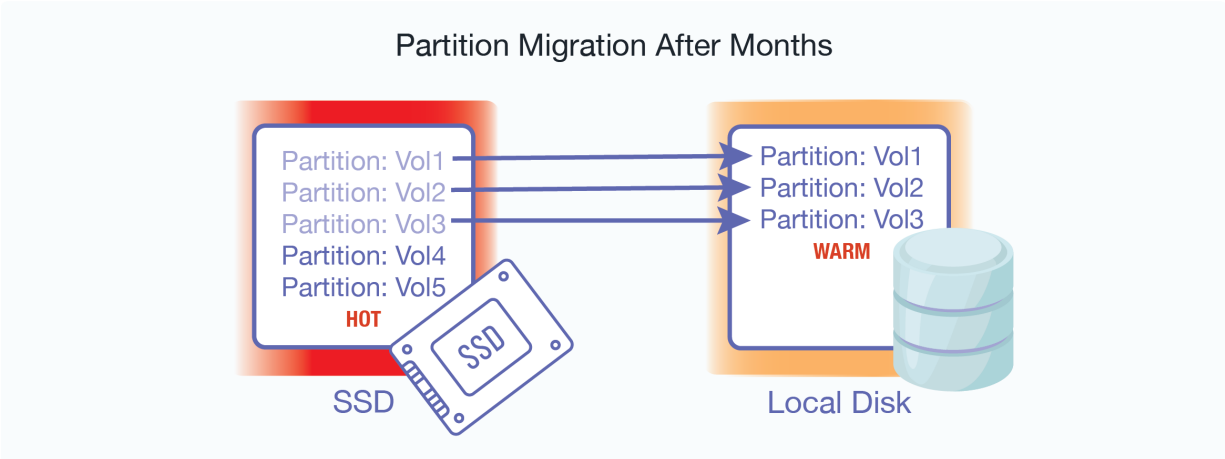 Partition Migration After Months
Partition: Vol1
Partition: Vol2
Partition: Vol3
Partition: Vol4
Partition: Vol5
HOT
SSD
SSD
Partition: Vol1
Partition: Vol2
Partition: Vol3
WARM
Local Disk